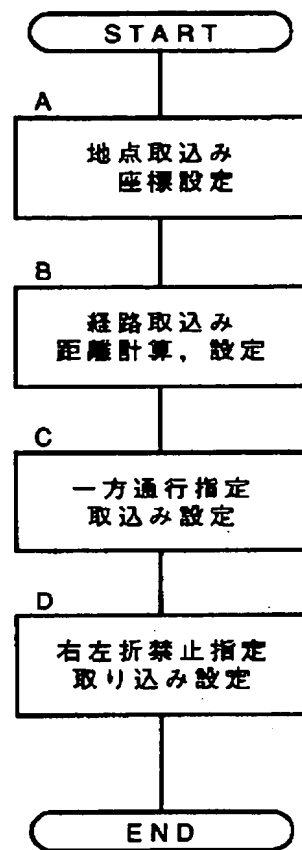 START
A
地点取込み
座標設定
B
経路取込み
距離計算，設定
C
一方通行指定
取込み設定
D
右左折禁止指定
取り込み設定
END